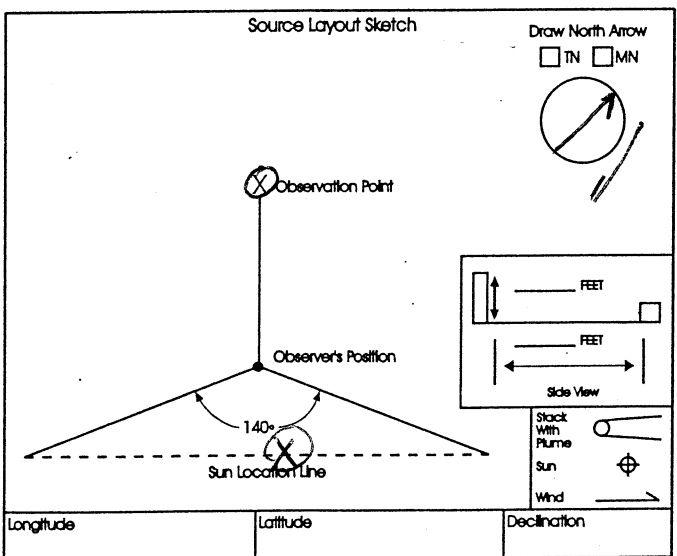 Source Layout Sketch
Draw North Arrow
TN MN
X Observation Point
FEET
Observer's Position
FEET
Side View
140°
X
Sun Location Line
Stack
With
Plume
Sun
Wind
Longitude Latitude Declination